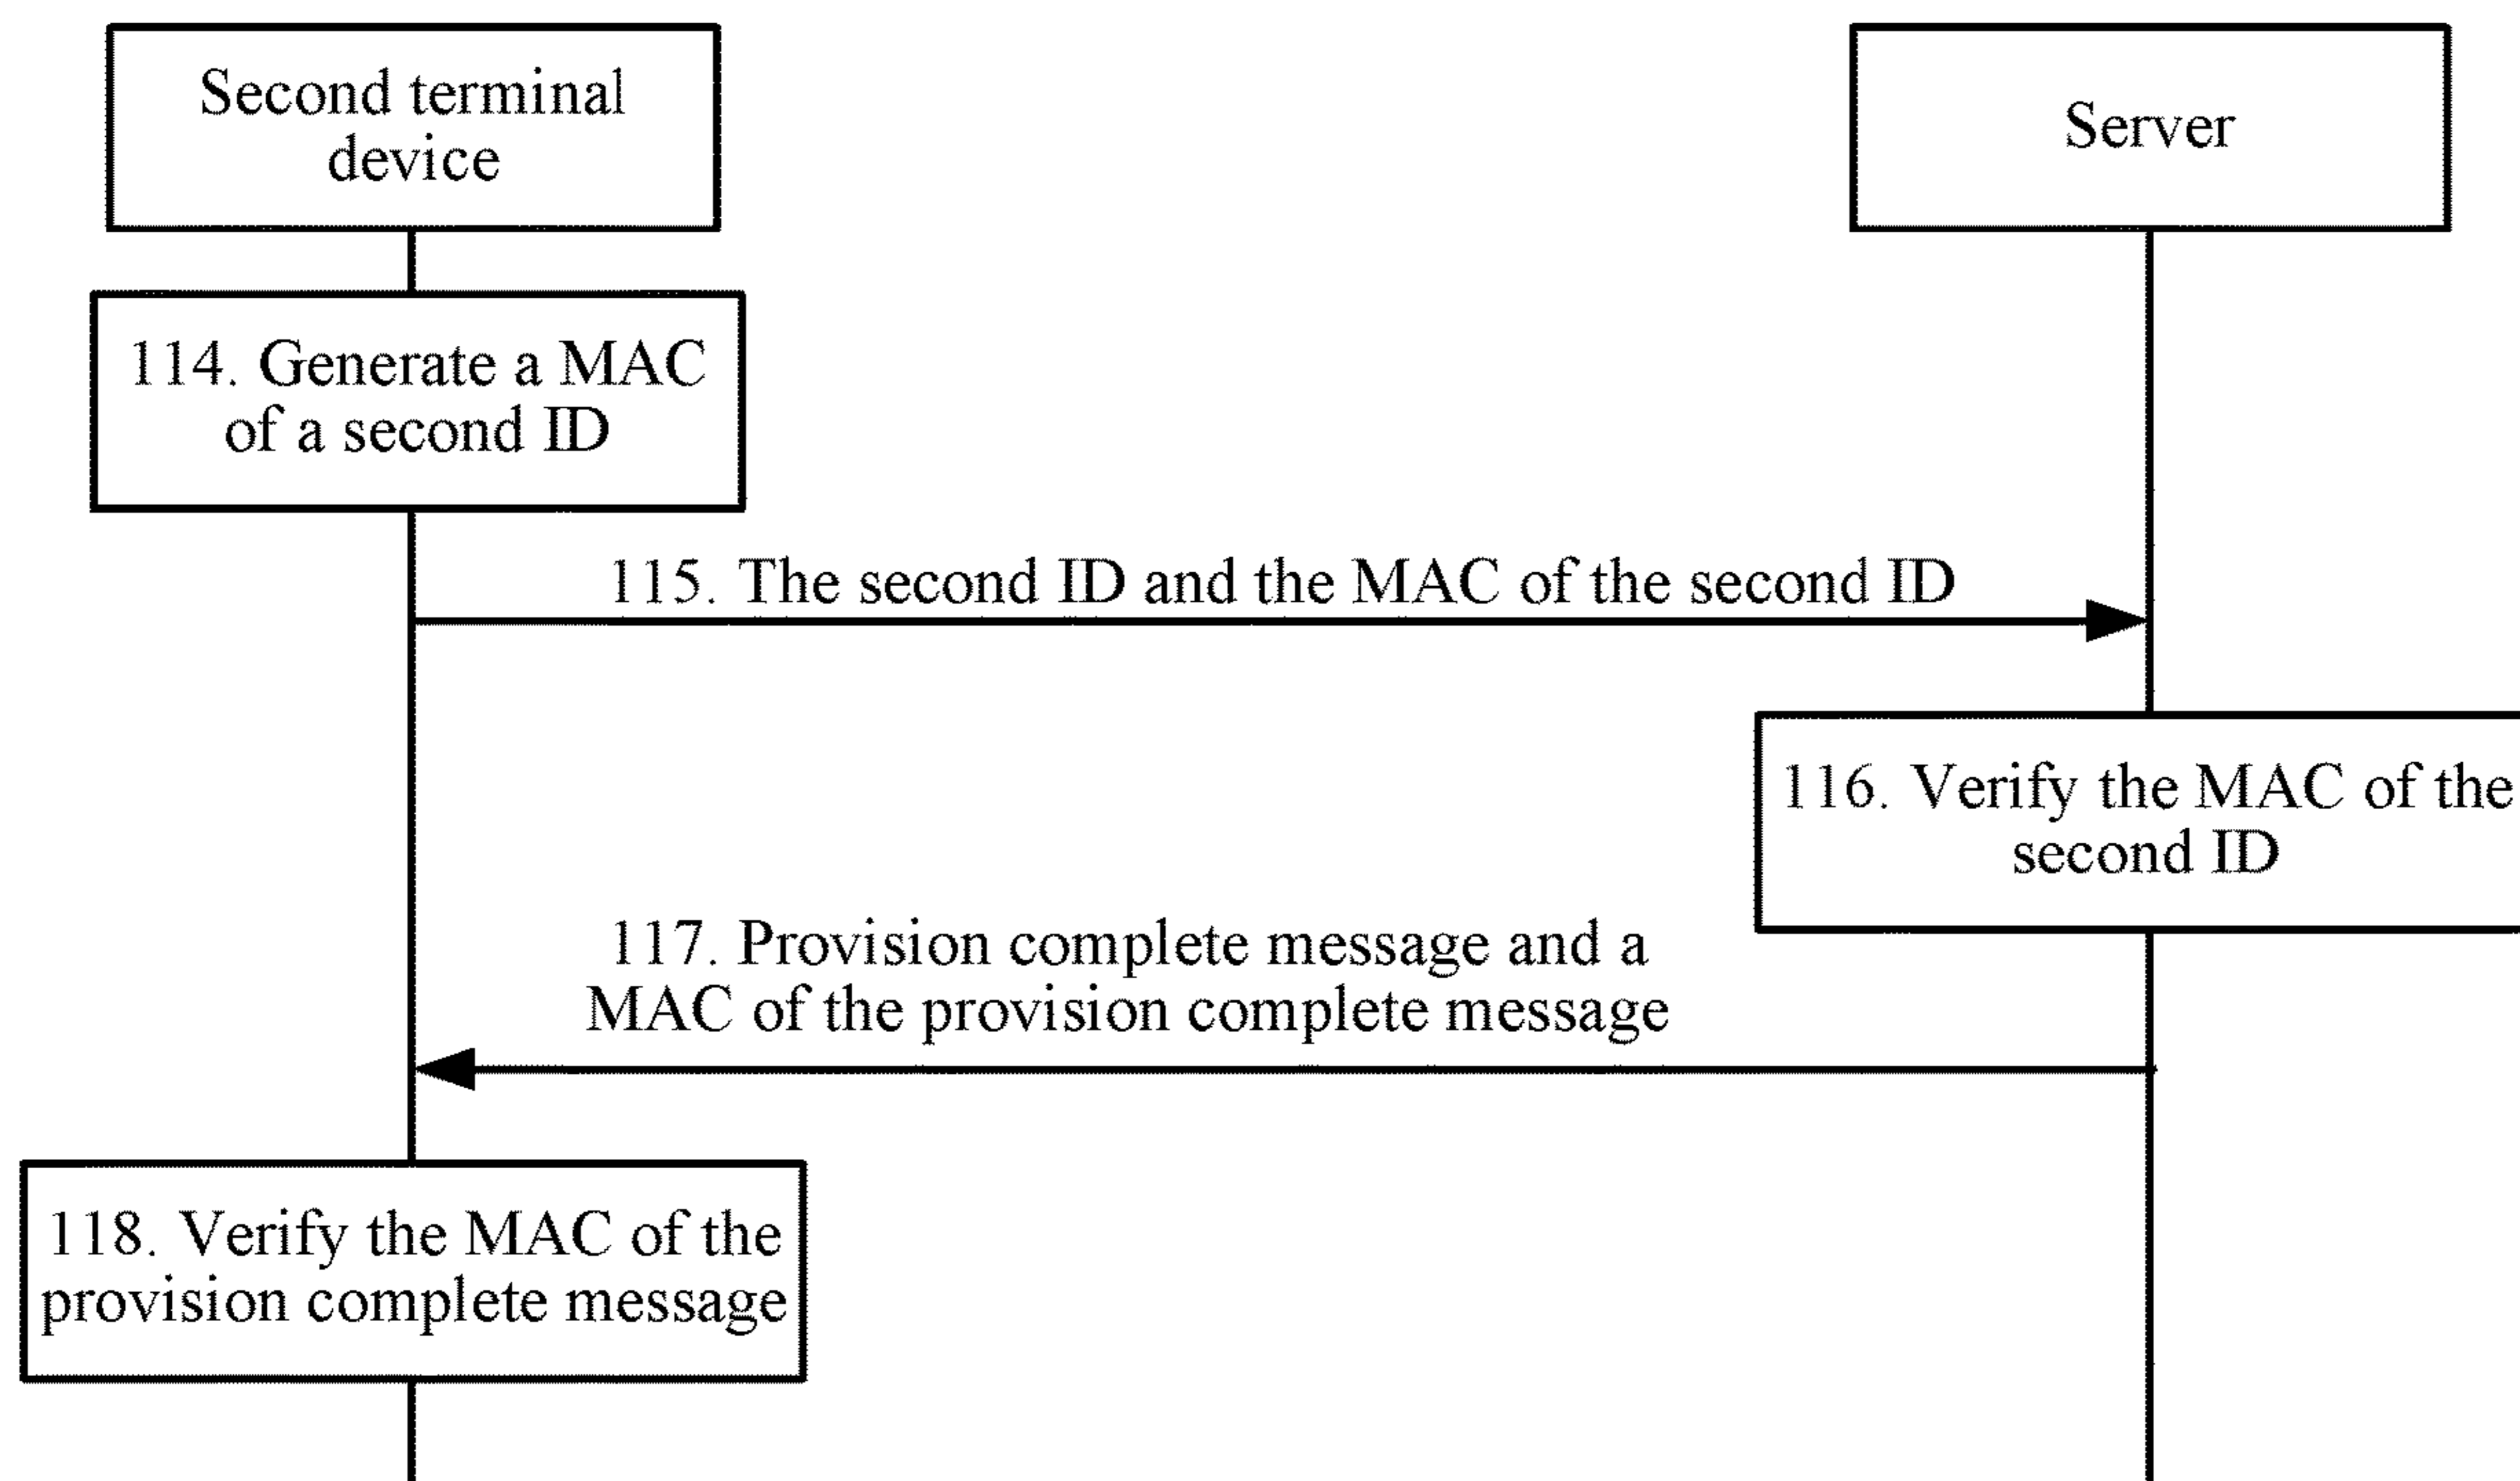 Second terminal
device
Server
114. Generate a MAC
of a second ID
115. The second ID and the MAC of the second ID
116. Verify the MAC of the
second ID
117. Provision complete message and a
MAC of the provision complete message
118. Verify the MAC of the
provision complete message